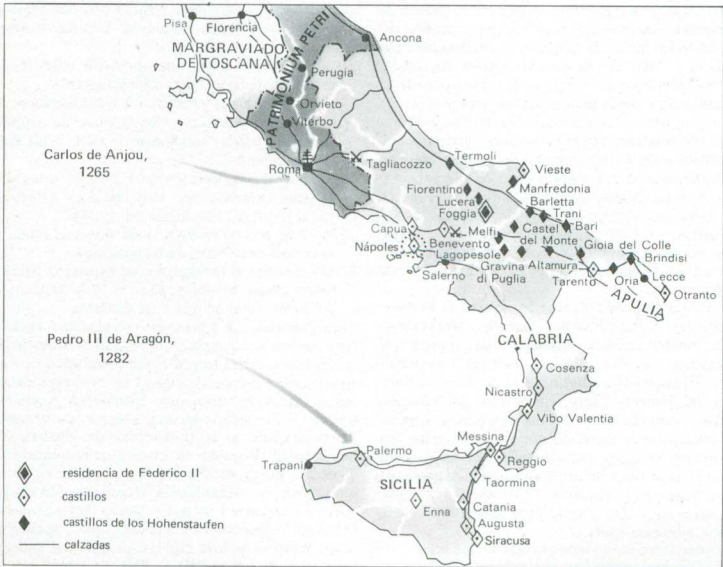 Pisa
Florencia
Ancona
MARGRAVIADO
DE TOSCANA
PATRIMONIUM PETRI
Perugia
Orvieto
Viterbo
Carlos de Anjou,
1265
Roma
Tagliacozzo
Termoli
Vieste
Fiorentino
Manfredonia
Lucera
Barletta
Foggia
Trani
Capua
Melfi
Castel
del Monte
Bari
Nápoles
Benevento
Gioia del Colle
Lagopesole
Brindisi
Salerno
Gravina
di Puglia
Altamura
Tarento
Oria
Lecce
Otranto
APULIA
Pedro III de Aragón,
1282
CALABRIA
Cosenza
Nicastro
Vibo Valentia
Messina
Palermo
Reggio
Trapani
Taormina
SICILIA
Enna
Catania
Augusta
Siracusa
residencia de Federico II
castillos
castillos de los Hohenstaufen
calzadas